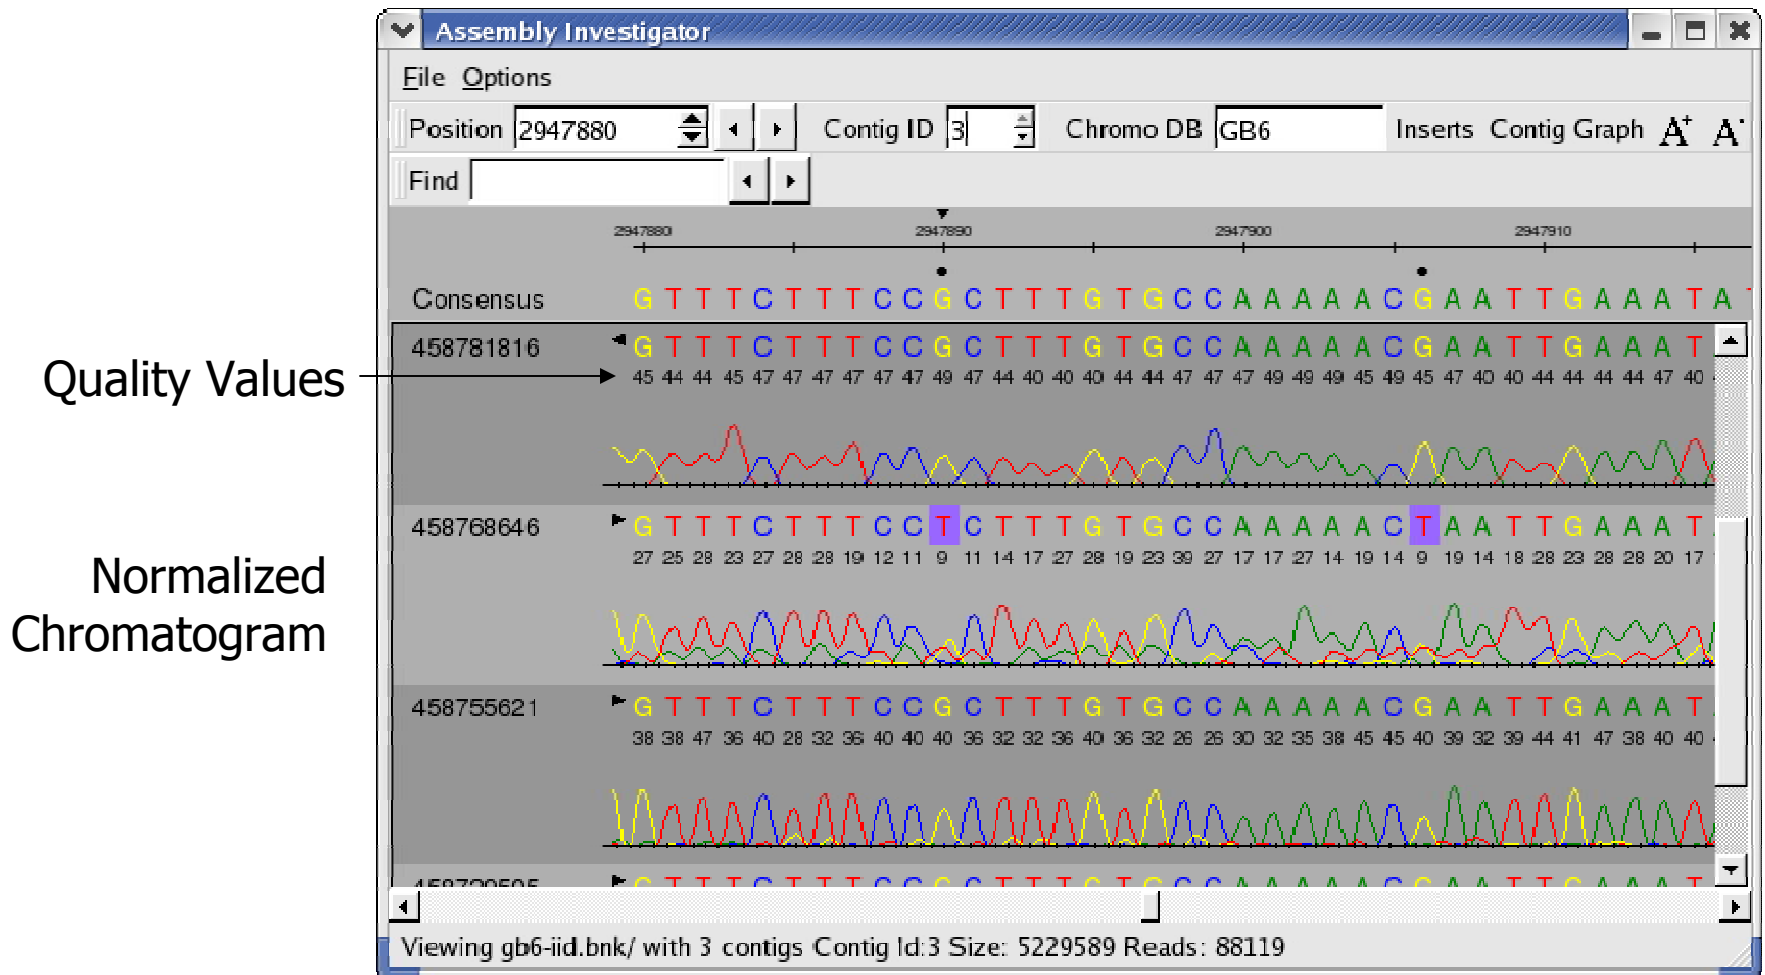 Assembly Investigator
File Options
Position 2947880 Contig ID 3 Chromo DB GB6 Inserts Contig Graph A+ A-
Find
2947880 2947890 2947900 2947910
Consensus G T T T C T T T C C G C T T T G T G C C A A A A A C G A A T T G A A A T A T
458781816 G T T T C T T T C C G C T T T G T G C C A A A A A C G A A T T G A A A T
Quality Values 45 44 44 45 47 47 47 47 47 47 49 47 44 40 40 40 44 44 47 47 47 49 49 49 45 49 45 47 40 40 44 44 44 44 47 40
458768646 G T T T C T T T C C T C T T T G T G C C A A A A A C T A A T T G A A A T
27 25 28 23 27 28 28 19 12 11 9 11 14 17 27 28 19 23 39 27 17 17 27 14 19 14 9 19 14 18 28 23 28 28 20 17
Normalized
Chromatogram
458755621 G T T T C T T T C C G C T T T G T G C C A A A A A C G A A T T G A A A T
38 38 47 36 40 28 32 36 40 40 40 36 32 32 36 40 36 32 26 26 30 32 35 38 45 45 40 39 32 39 44 41 47 38 40 40
G T T T C T T T C C G C T T T G T G C C A A A A A C G A A T T G A A A T
Viewing gb6-iid.bnk/ with 3 contigs Contig Id:3 Size: 5229589 Reads: 88119